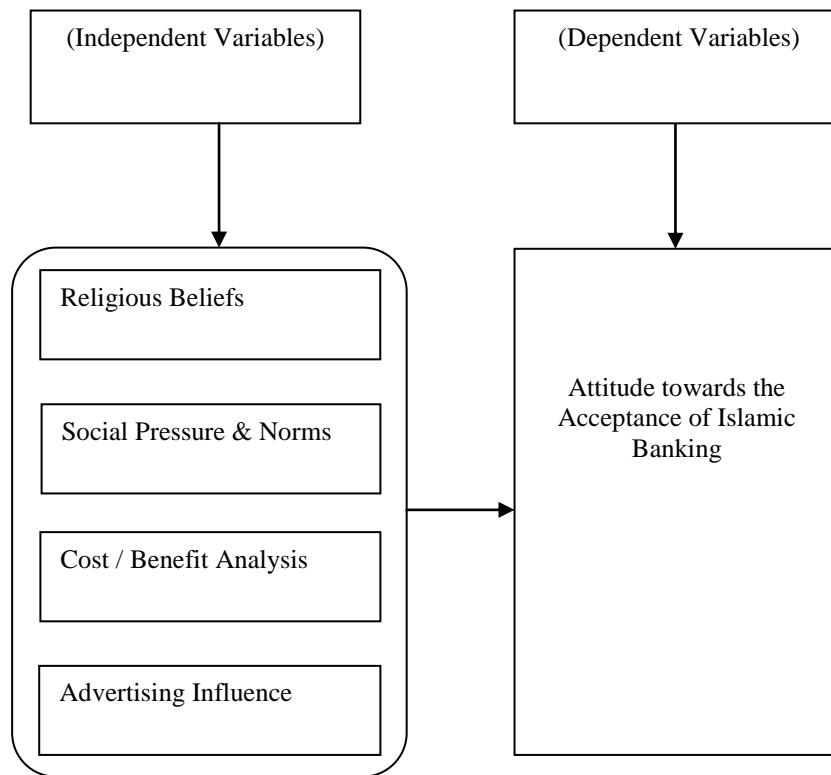 (Independent Variables)
(Dependent Variables)
Religious Beliefs
Social Pressure & Norms
Cost / Benefit Analysis
Advertising Influence
Attitude towards the
Acceptance of Islamic
Banking